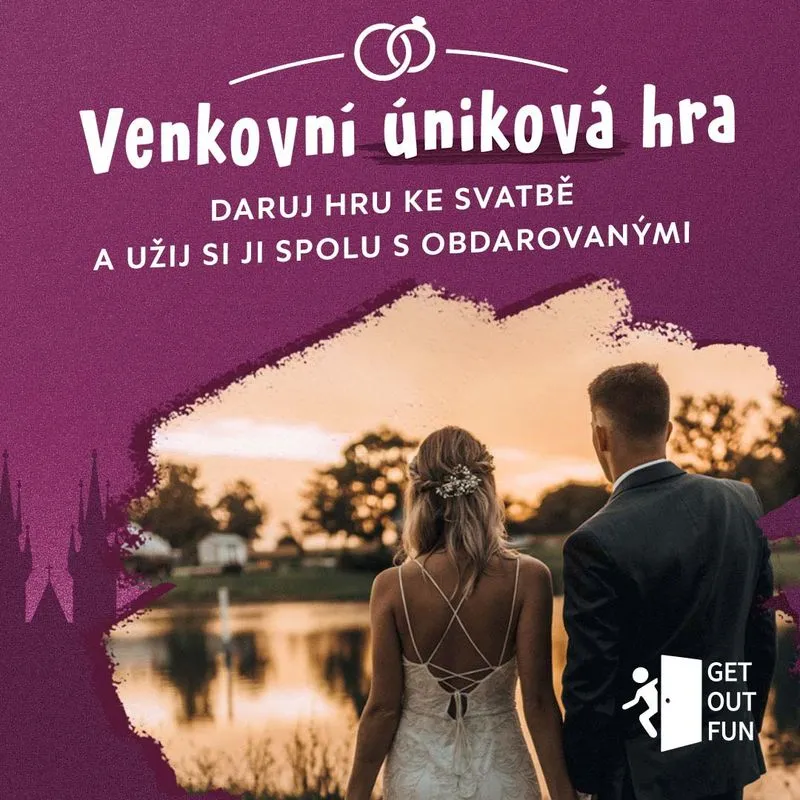 Venkovní úniková hra
DARUJ HRU KE SVATBĚ
A UŽIJ SI JI SPOLU S OBDAROVANÝMI
GET
OUT
FUN